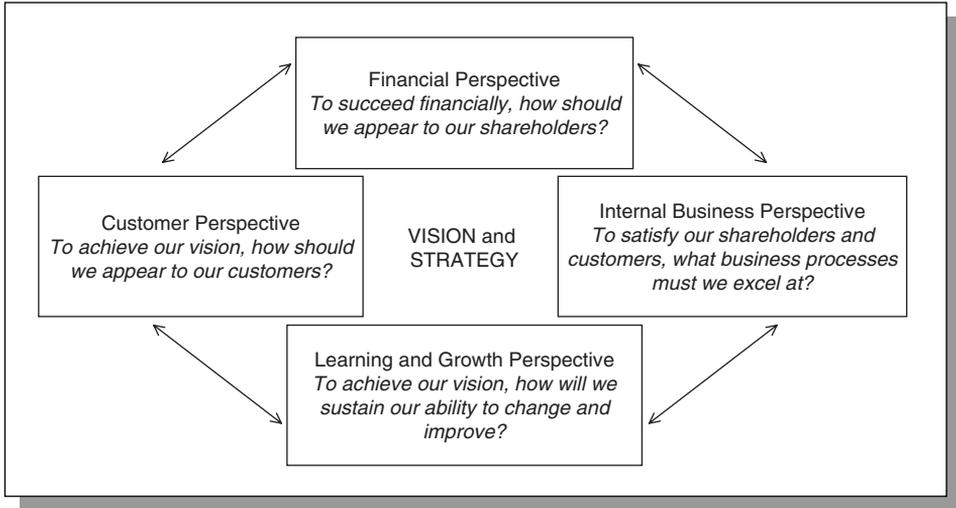 Financial Perspective
To succeed financially, how should
we appear to our shareholders?
Customer Perspective
To achieve our vision, how should
we appear to our customers?
VISION and
STRATEGY
Internal Business Perspective
To satisfy our shareholders and
customers, what business processes
must we excel at?
Learning and Growth Perspective
To achieve our vision, how will we
sustain our ability to change and
improve?